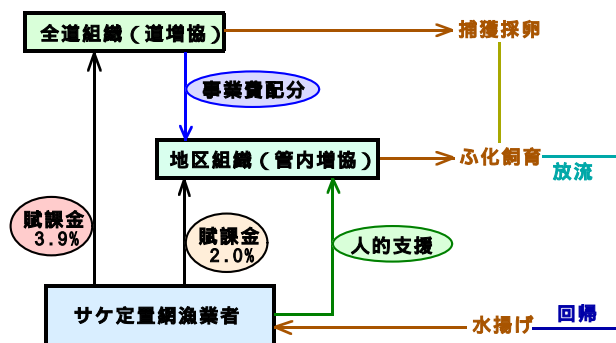 全道組織（道増協）
捕獲採卵
事業費配分
地区組織（管内増協）
ふ化飼育
放流
賦課金
3.9%
賦課金
2.0%
人的支援
サケ定量網漁業者
水揚げ
回帰